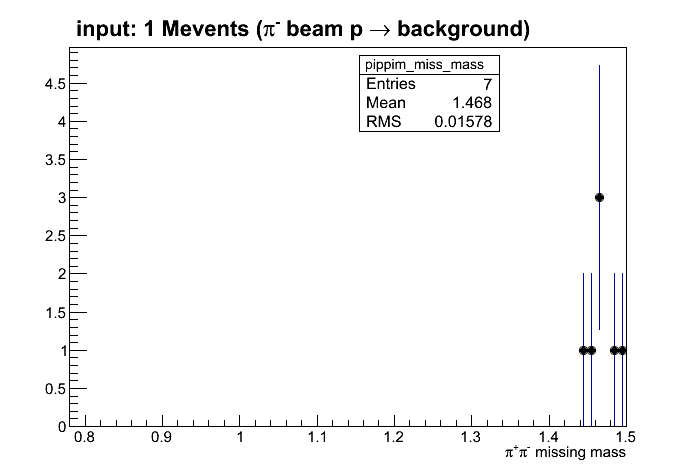 input: 1 Mevents (π⁻ beam p → background)
pippim_miss_mass
Entries 7
Mean 1.468
RMS 0.01578
4.5
4
3.5
3
2.5
2
1.5
1
0.5
0
0.8 0.9 1 1.1 1.2 1.3 1.4 1.5
π⁺π⁻ missing mass